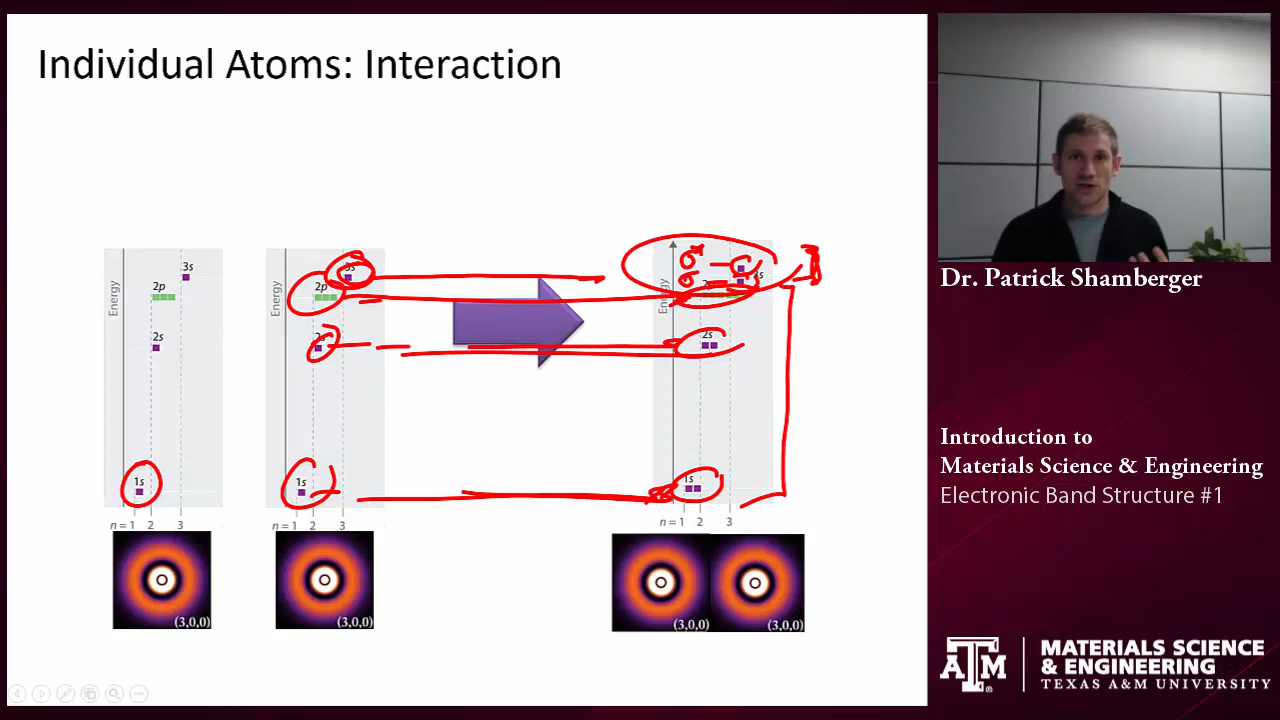 Individual Atoms: Interaction
Energy
3s
2p
2s
1s
n = 1 2 3
(3,0,0)
Energy
3s
2p
2s
1s
n = 1 2 3
(3,0,0)
Energy
σ*
σ
2s
1s
n = 1 2 3
(3,0,0) (3,0,0)
Dr. Patrick Shamberger
Introduction to
Materials Science & Engineering
Electronic Band Structure #1
ATM
MATERIALS SCIENCE
& ENGINEERING
TEXAS A&M UNIVERSITY